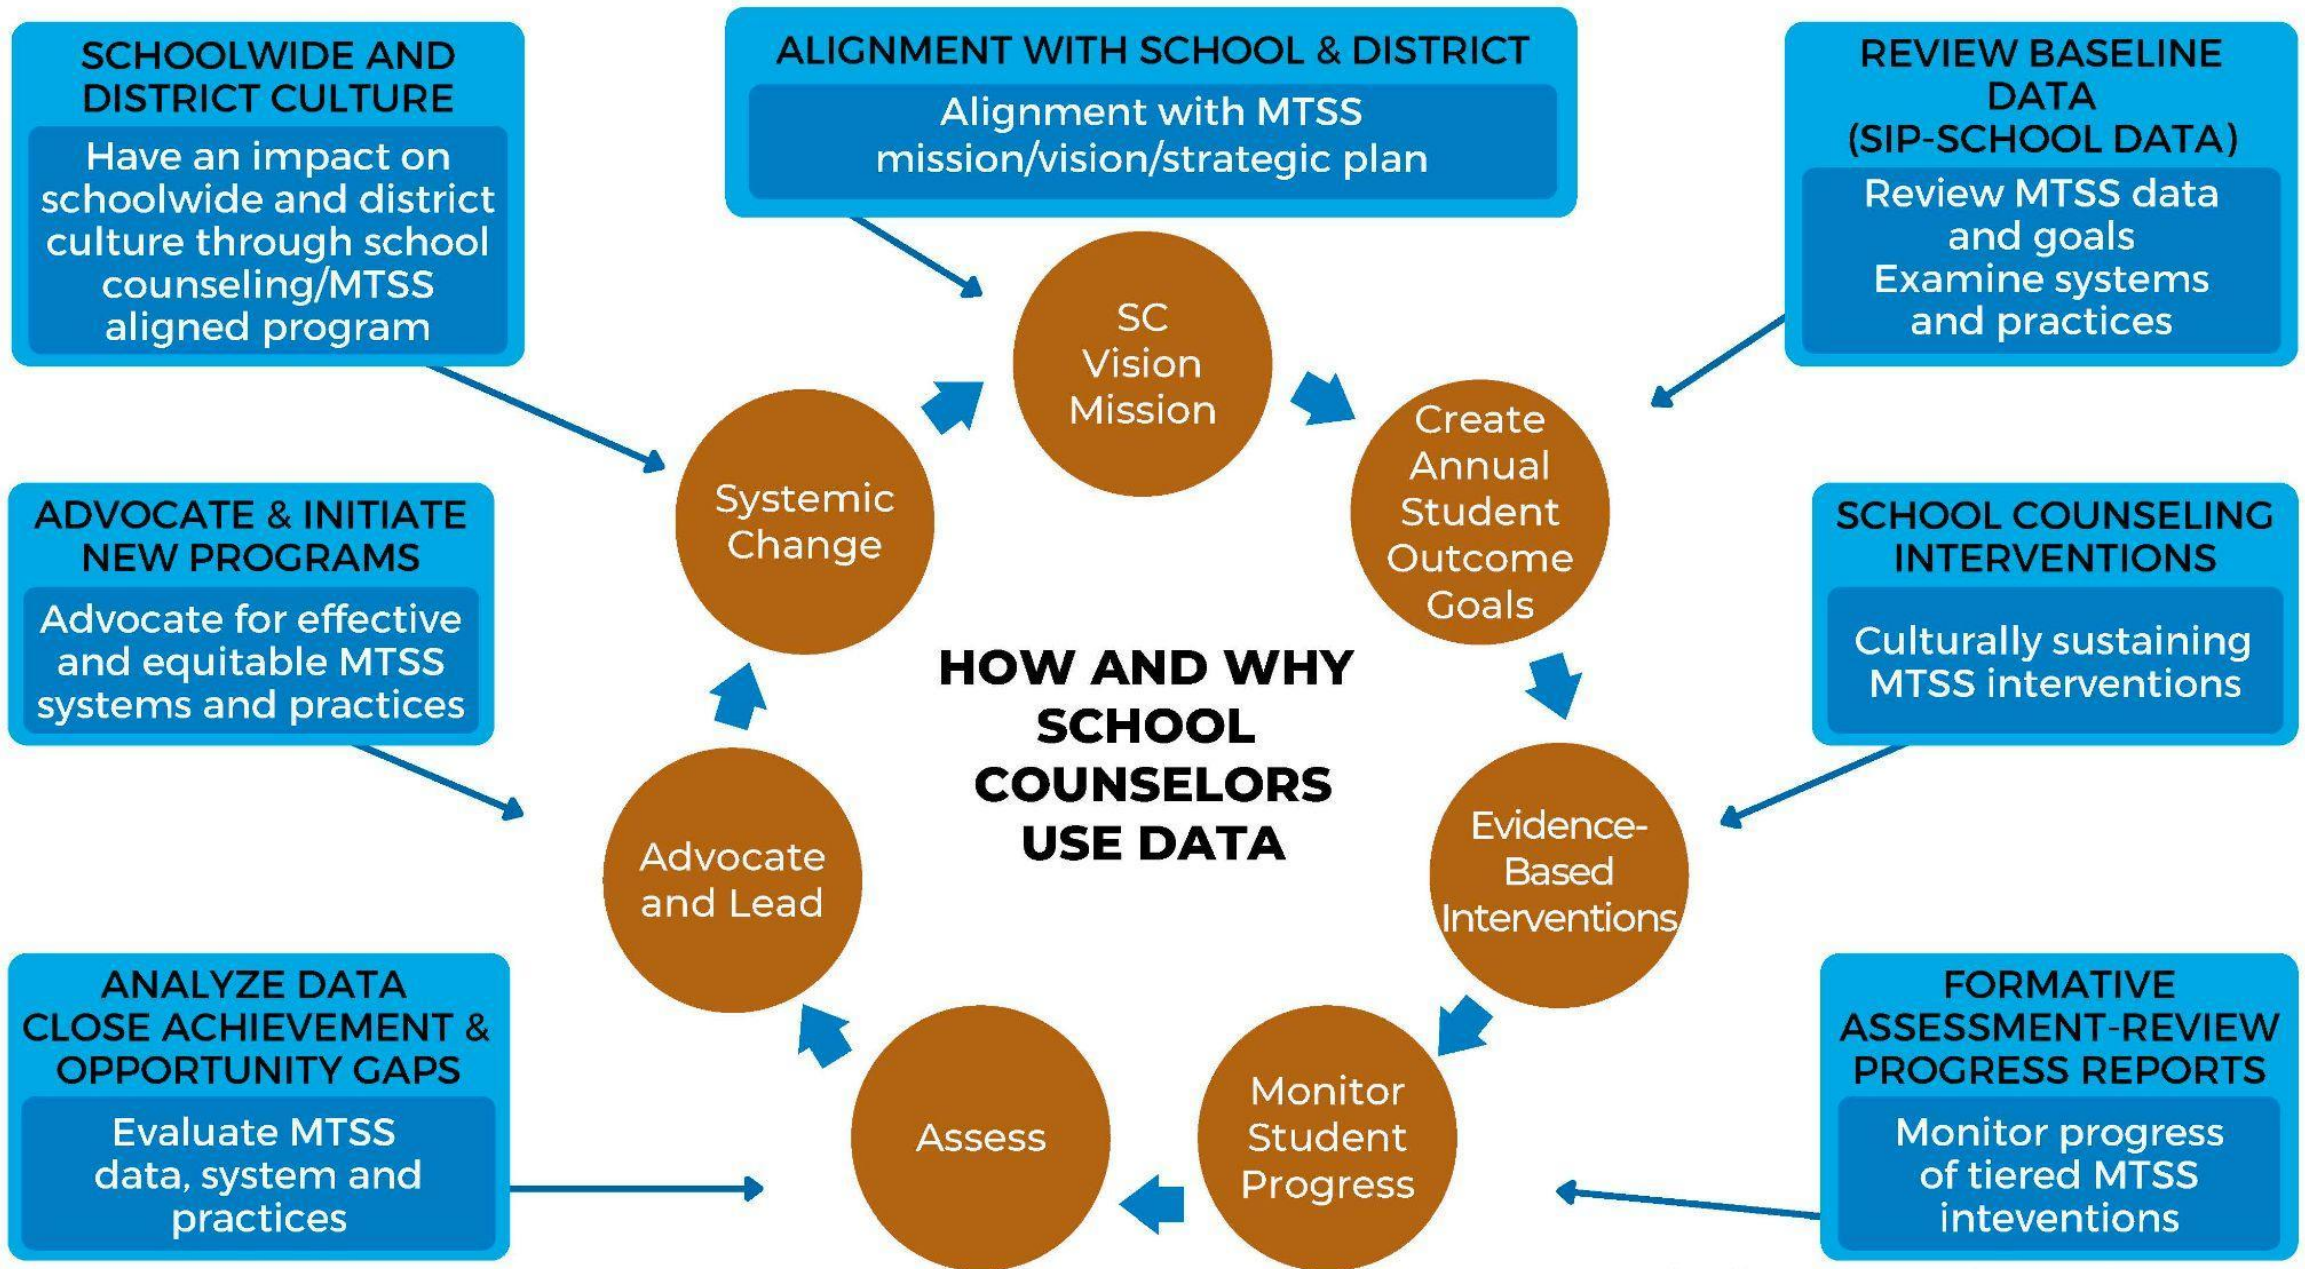 SCHOOLWIDE AND
DISTRICT CULTURE
Have an impact on
schoolwide and district
culture through school
counseling/MTSS
aligned program
ALIGNMENT WITH SCHOOL & DISTRICT
Alignment with MTSS
mission/vision/strategic plan
REVIEW BASELINE
DATA
(SIP-SCHOOL DATA)
Review MTSS data
and goals
Examine systems
and practices
SC
Vision
Mission
Create
Annual
Student
Outcome
Goals
Systemic
Change
ADVOCATE & INITIATE
NEW PROGRAMS
Advocate for effective
and equitable MTSS
systems and practices
SCHOOL COUNSELING
INTERVENTIONS
Culturally sustaining
MTSS interventions
HOW AND WHY
SCHOOL
COUNSELORS
USE DATA
Evidence-
Based
Interventions
Advocate
and Lead
ANALYZE DATA
CLOSE ACHIEVEMENT &
OPPORTUNITY GAPS
Evaluate MTSS
data, system and
practices
Assess
Monitor
Student
Progress
FORMATIVE
ASSESSMENT-REVIEW
PROGRESS REPORTS
Monitor progress
of tiered MTSS
inteventions